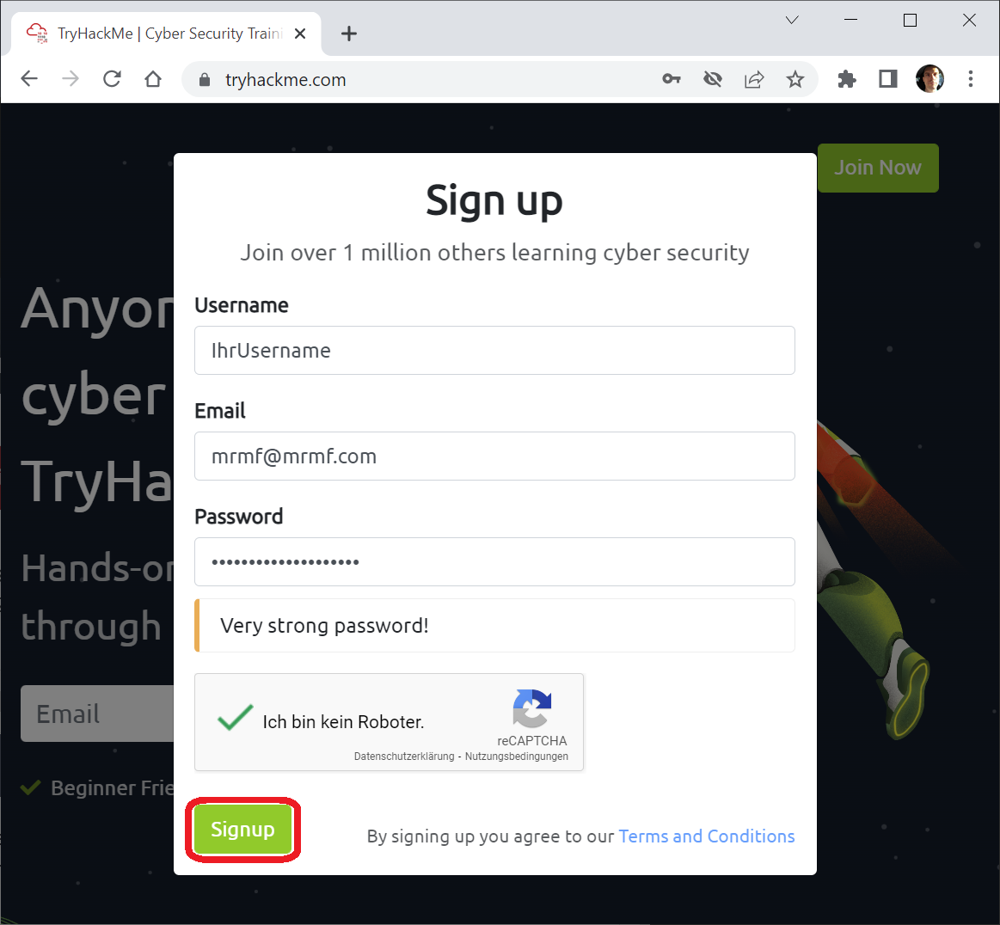 TryHackMe | Cyber Security Traini
tryhackme.com
Join Now
Sign up
Join over 1 million others learning cyber security
Username
IhrUsername
Email
mrmf@mrmf.com
Password
••••••••••••••••••••
Very strong password!
Ich bin kein Roboter.
reCAPTCHA
Datenschutzerklärung - Nutzungsbedingungen
Signup
By signing up you agree to our Terms and Conditions
Anyon
cyber
TryHa
Hands-on
through
Email
Beginner Frie